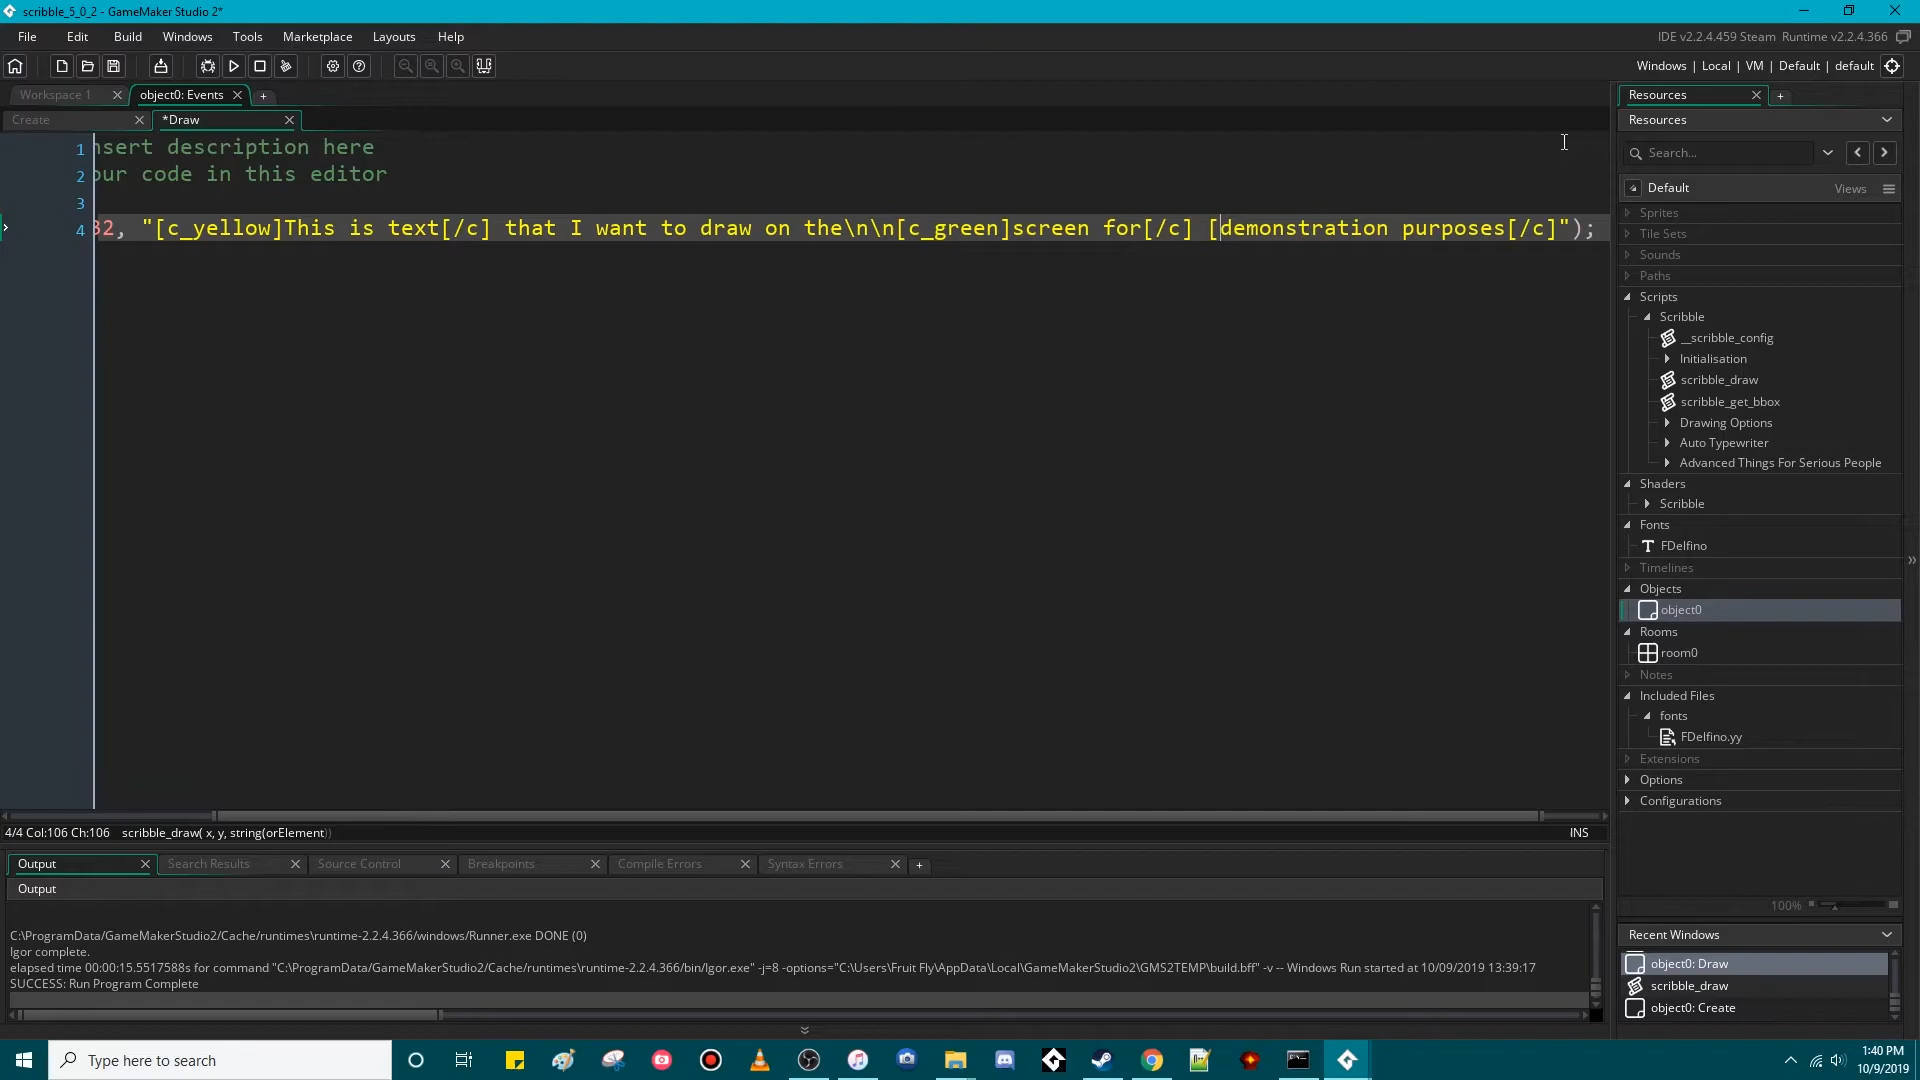 scribble_5_0_2 - GameMaker Studio 2*
File Edit Build Windows Tools Marketplace Layouts Help
IDE v2.2.4.459 Steam Runtime v2.2.4.366
Windows | Local | VM | Default | default
Workspace 1 object0: Events +
Create *Draw
1 nsert description here
2 our code in this editor
3
4 32, "[c_yellow]This is text[/c] that I want to draw on the\n\n[c_green]screen for[/c] [demonstration purposes[/c]");
4/4 Col:106 Ch:106 scribble_draw( x, y, string(orElement))
INS
Output Search Results Source Control Breakpoints Compile Errors Syntax Errors +
Output
C:\ProgramData/GameMakerStudio2/Cache/runtimes\runtime-2.2.4.366/windows/Runner.exe DONE (0)
Igor complete.
elapsed time 00:00:15.5517588s for command "C:\ProgramData/GameMakerStudio2/Cache/runtimes\runtime-2.2.4.366/bin/Igor.exe" -j=8 -options="C:\Users\Fruit Fly\AppData\Local\GameMakerStudio2\GMS2TEMP\build.bff" -v -- Windows Run started at 10/09/2019 13:39:17
SUCCESS: Run Program Complete
Resources +
Resources
Search...
Default Views
Sprites
Tile Sets
Sounds
Paths
Scripts
Scribble
__scribble_config
Initialisation
scribble_draw
scribble_get_bbox
Drawing Options
Auto Typewriter
Advanced Things For Serious People
Shaders
Scribble
Fonts
FDelfino
Timelines
Objects
object0
Rooms
room0
Notes
Included Files
fonts
FDelfino.yy
Extensions
Options
Configurations
100%
Recent Windows
object0: Draw
scribble_draw
object0: Create
Type here to search
1:40 PM
10/9/2019